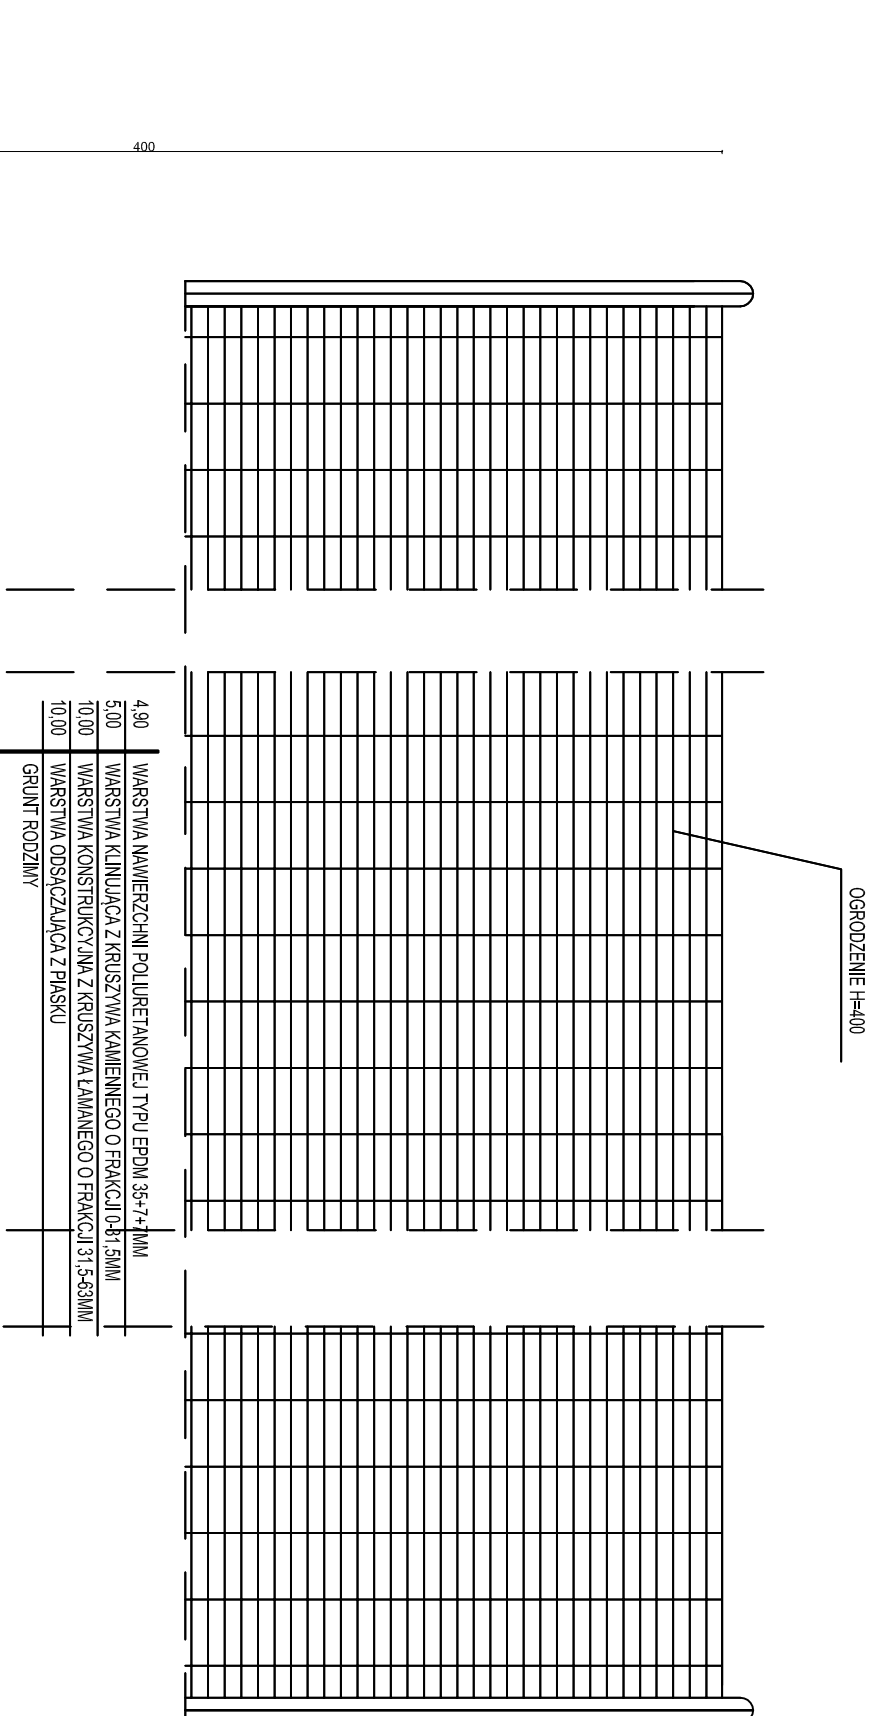 400
OGRODZENIE H=400
4,90 WARSTWA NAWIERZCHNI POLIURETANOWEJ TYPU EPDM 35+7+7MM
5,00 WARSTWA KLINUJĄCA Z KRUSZYWA KAMIENNEGO O FRAKCJI 0-31,5MM
10,00 WARSTWA KONSTRUKCYJNA Z KRUSZYWA ŁAMANEGO O FRAKCJI 31,5-63MM
10,00 WARSTWA ODSĄCZAJĄCA Z PIASKU
GRUNT RODZIMY